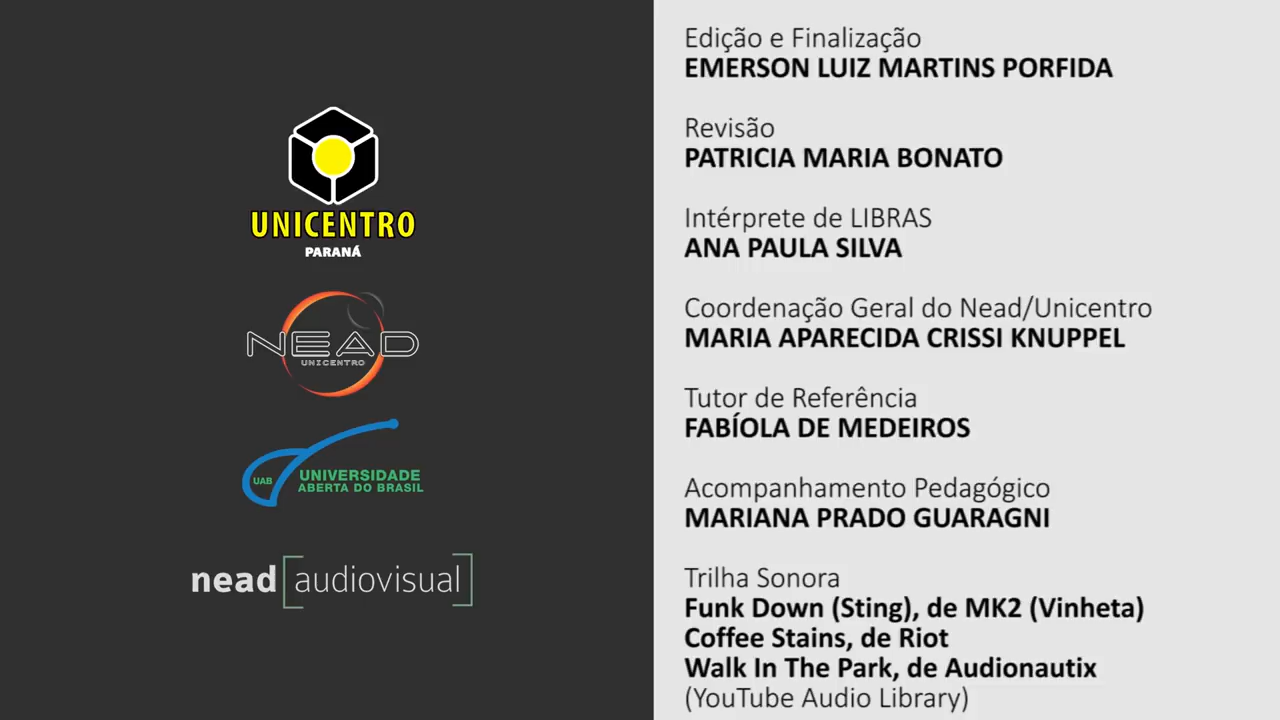 UNICENTRO
PARANÁ
NEAD
UNICENTRO
UAB
UNIVERSIDADE
ABERTA DO BRASIL
nead[audiovisual]
Edição e Finalização
EMERSON LUIZ MARTINS PORFIDA
Revisão
PATRICIA MARIA BONATO
Intérprete de LIBRAS
ANA PAULA SILVA
Coordenação Geral do Nead/Unicentro
MARIA APARECIDA CRISSI KNUPPEL
Tutor de Referência
FABÍOLA DE MEDEIROS
Acompanhamento Pedagógico
MARIANA PRADO GUARAGNI
Trilha Sonora
Funk Down (Sting), de MK2 (Vinheta)
Coffee Stains, de Riot
Walk In The Park, de Audionautix
(YouTube Audio Library)